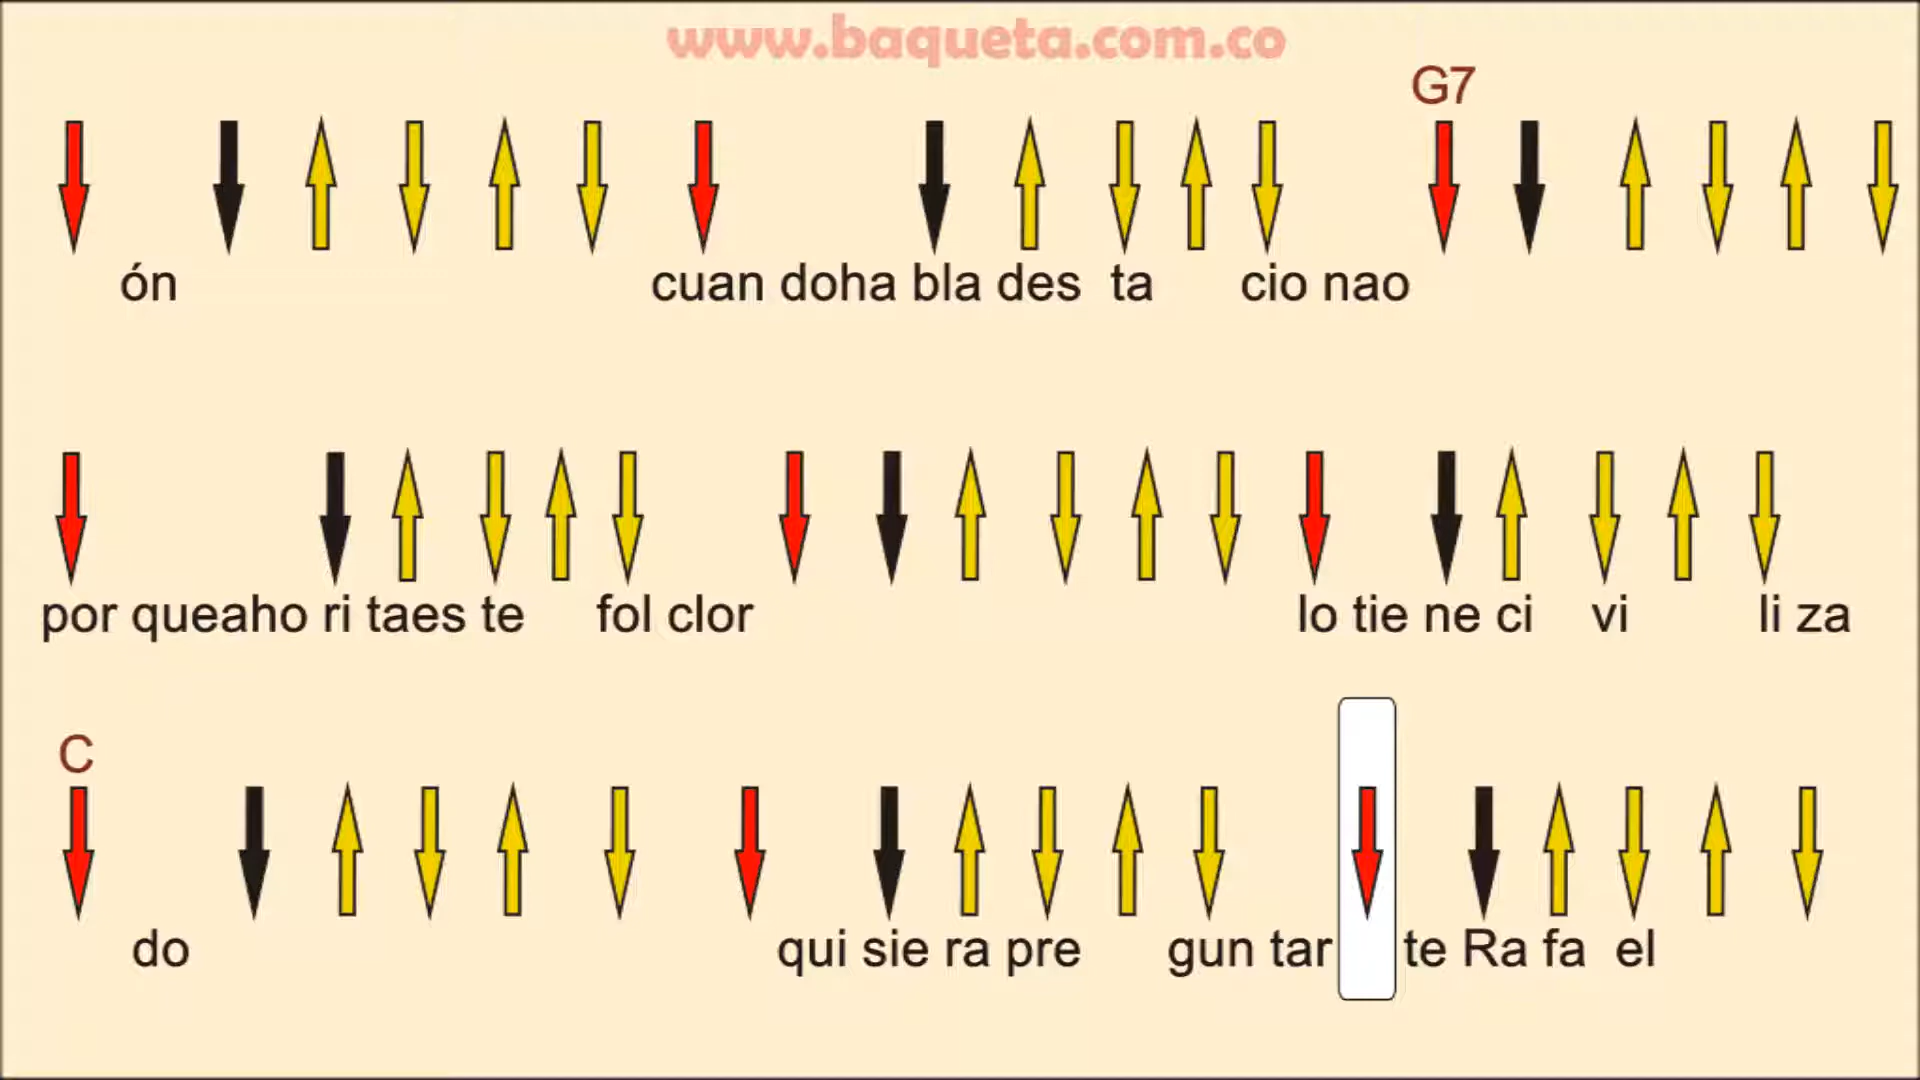 www.baqueta.com.co
G7
ón cuan doha bla des ta cio nao
por queaho ri taes te fol clor lo tie ne ci vi li za
C
do qui sie ra pre gun tar te Ra fa el